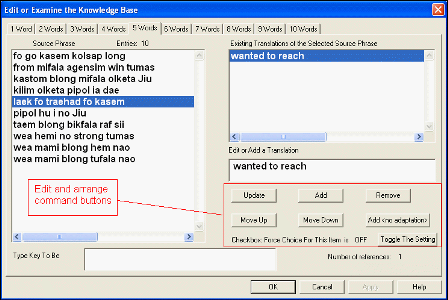 Edit or Examine the Knowledge Base
1 Word 2 Words 3 Words 4 Words 5 Words 6 Words 7 Words 8 Words 9 Words 10 Words
Source Phrase Entries: 10
fo go kasem kolsap long
from mifala olgeta win tumas
kastom blong mifala olketa Jiu
kilim olketa pipol ia dae
laek fo traehad fo kasem
pipol hu i no Jiu
taem blong bikfala raf sii
wea hemi no strong tumas
wea mami blong hem nao
wea mami blong tufala nao
Existing Translations of the Selected Source Phrase
wanted to reach
Edit or Add a Translation
wanted to reach
Edit and arrange
command buttons
Update Add Remove
Move Up Move Down Add <no adaptation>
Checkbox: Force Choice For This Item is OFF Toggle The Setting
Type Key To Be
Number of references: 1
OK Cancel Apply Help